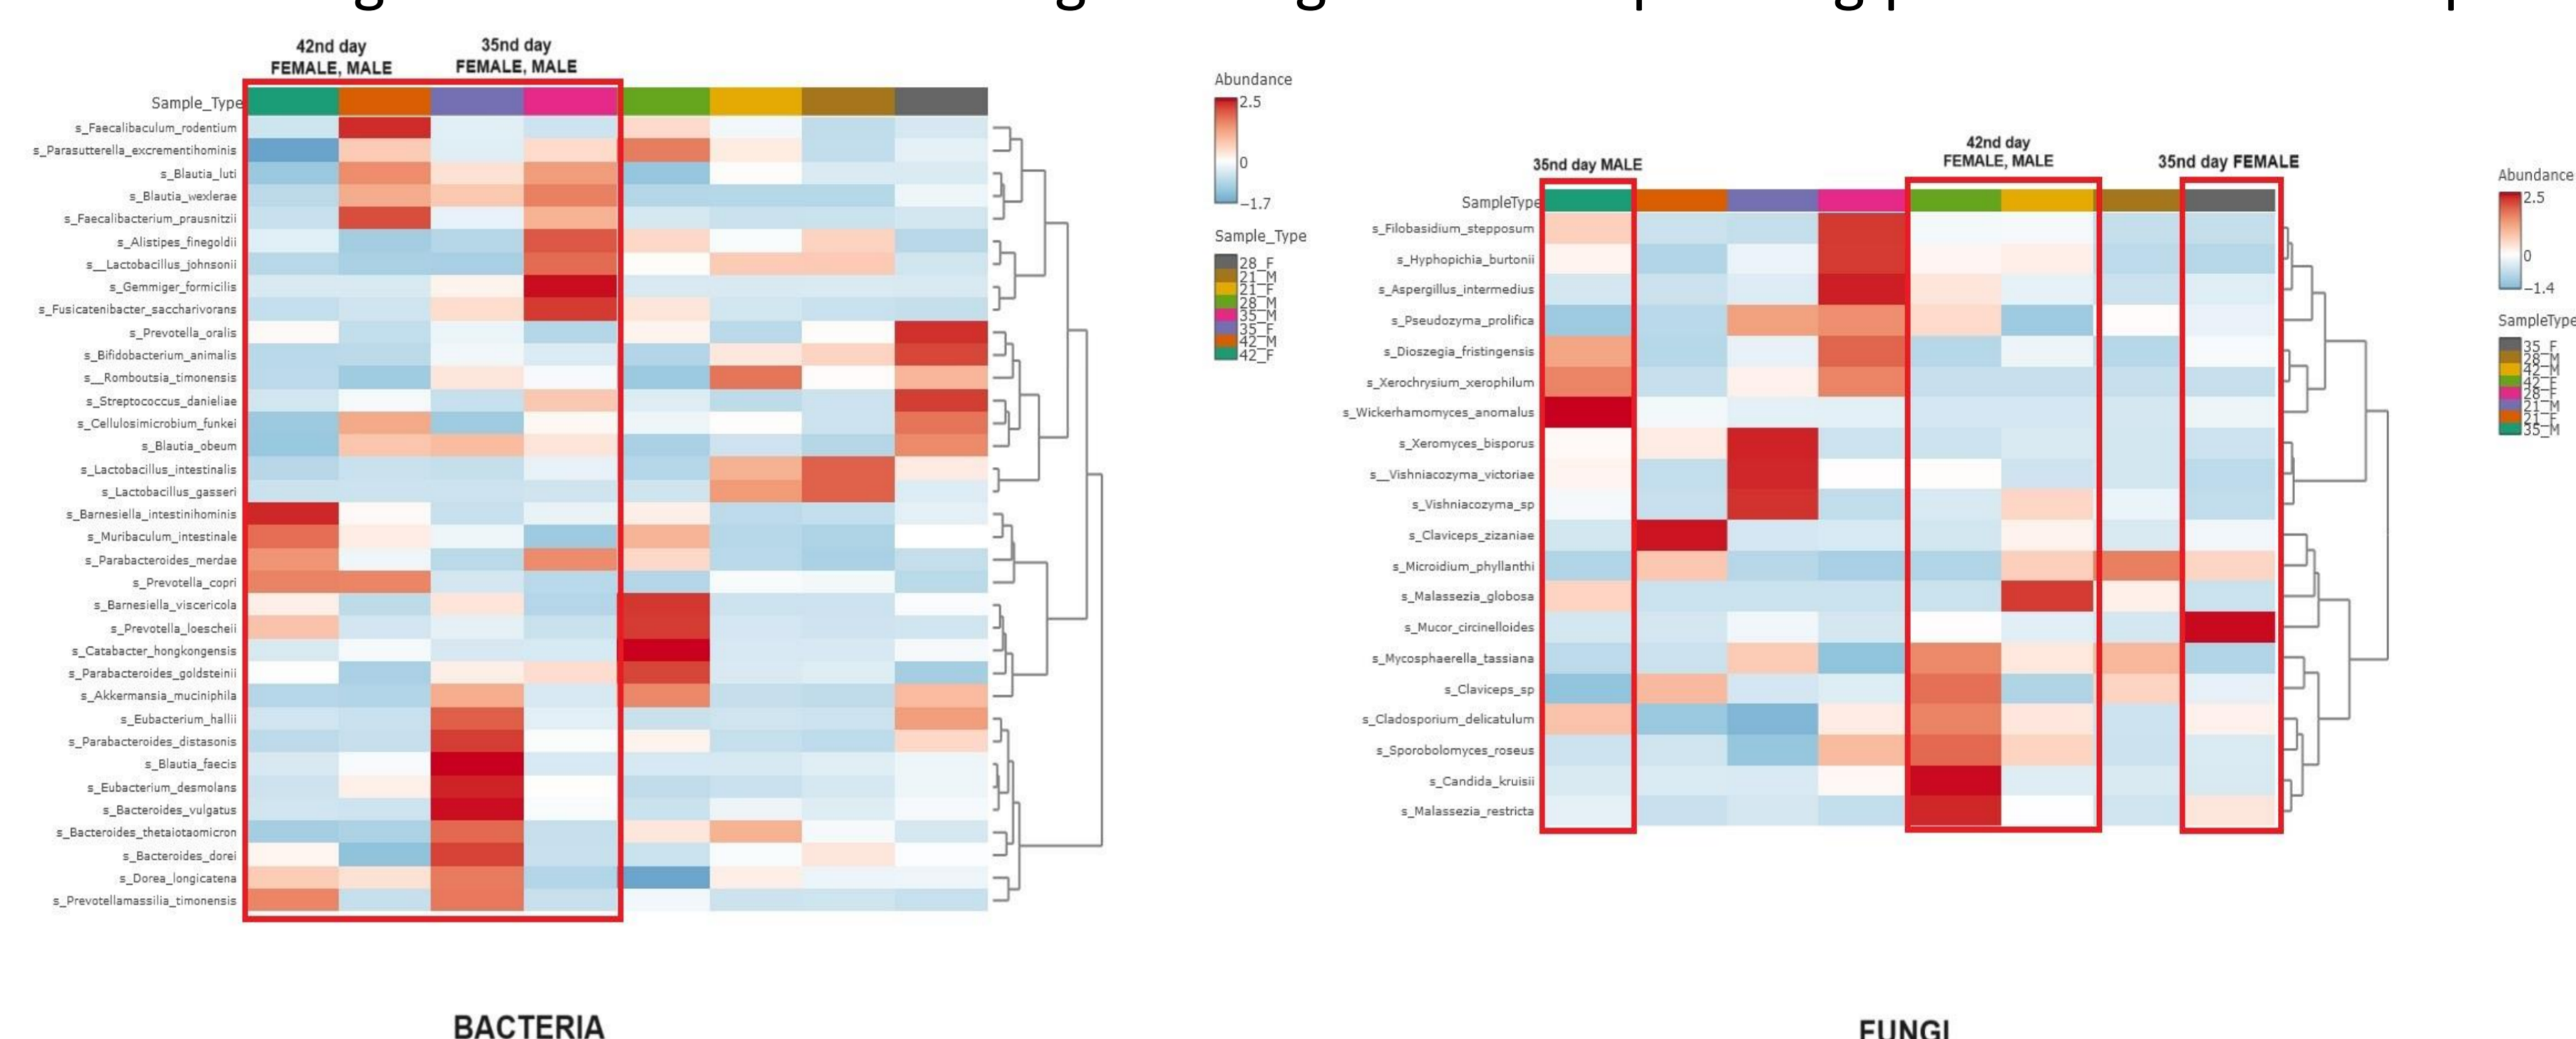 42nd day
FEMALE, MALE
35nd day
FEMALE, MALE
Sample_Type
s_Faecalibaculum_rodentium
s_Parasutterella_excrementihominis
s_Blautia_luti
s_Blautia_wexlerae
s_Faecalibacterium_prausnitzii
s_Alistipes_finegoldii
s__Lactobacillus_johnsonii
s_Gemmiger_formicilis
s_Fusicatenibacter_saccharivorans
s_Prevotella_oralis
s_Bifidobacterium_animalis
s__Romboutsia_timonensis
s_Streptococcus_danieliae
s_Cellulosimicrobium_funkei
s_Blautia_obeum
s_Lactobacillus_intestinalis
s_Lactobacillus_gasseri
s_Barnesiella_intestinihominis
s_Muribaculum_intestinale
s_Parabacteroides_merdae
s_Prevotella_copri
s_Barnesiella_viscericola
s_Prevotella_loescheii
s_Catabacter_hongkongensis
s_Parabacteroides_goldsteinii
s_Akkermansia_muciniphila
s_Eubacterium_hallii
s_Parabacteroides_distasonis
s_Blautia_faecis
s_Eubacterium_desmolans
s_Bacteroides_vulgatus
s_Bacteroides_thetaiotaomicron
s_Bacteroides_dorei
s_Dorea_longicatena
s_Prevotellamassilia_timonensis
Abundance
2.5
0
−1.7
Sample_Type
28_F
21_M
21_F
28_M
35_M
35_F
42_M
42_F
BACTERIA
35nd day MALE
42nd day
FEMALE, MALE
35nd day FEMALE
SampleType
s_Filobasidium_stepposum
s_Hyphopichia_burtonii
s_Aspergillus_intermedius
s_Pseudozyma_prolifica
s_Dioszegia_fristingensis
s_Xerochrysium_xerophilum
s_Wickerhamomyces_anomalus
s_Xeromyces_bisporus
s__Vishniacozyma_victoriae
s_Vishniacozyma_sp
s_Claviceps_zizaniae
s_Microidium_phyllanthi
s_Malassezia_globosa
s_Mucor_circinelloides
s_Mycosphaerella_tassiana
s_Claviceps_sp
s_Cladosporium_delicatulum
s_Sporobolomyces_roseus
s_Candida_kruisii
s_Malassezia_restricta
Abundance
2.5
0
−1.4
SampleType
35_F
28_M
42_M
42_F
28_F
21_M
21_F
35_M
FUNGI